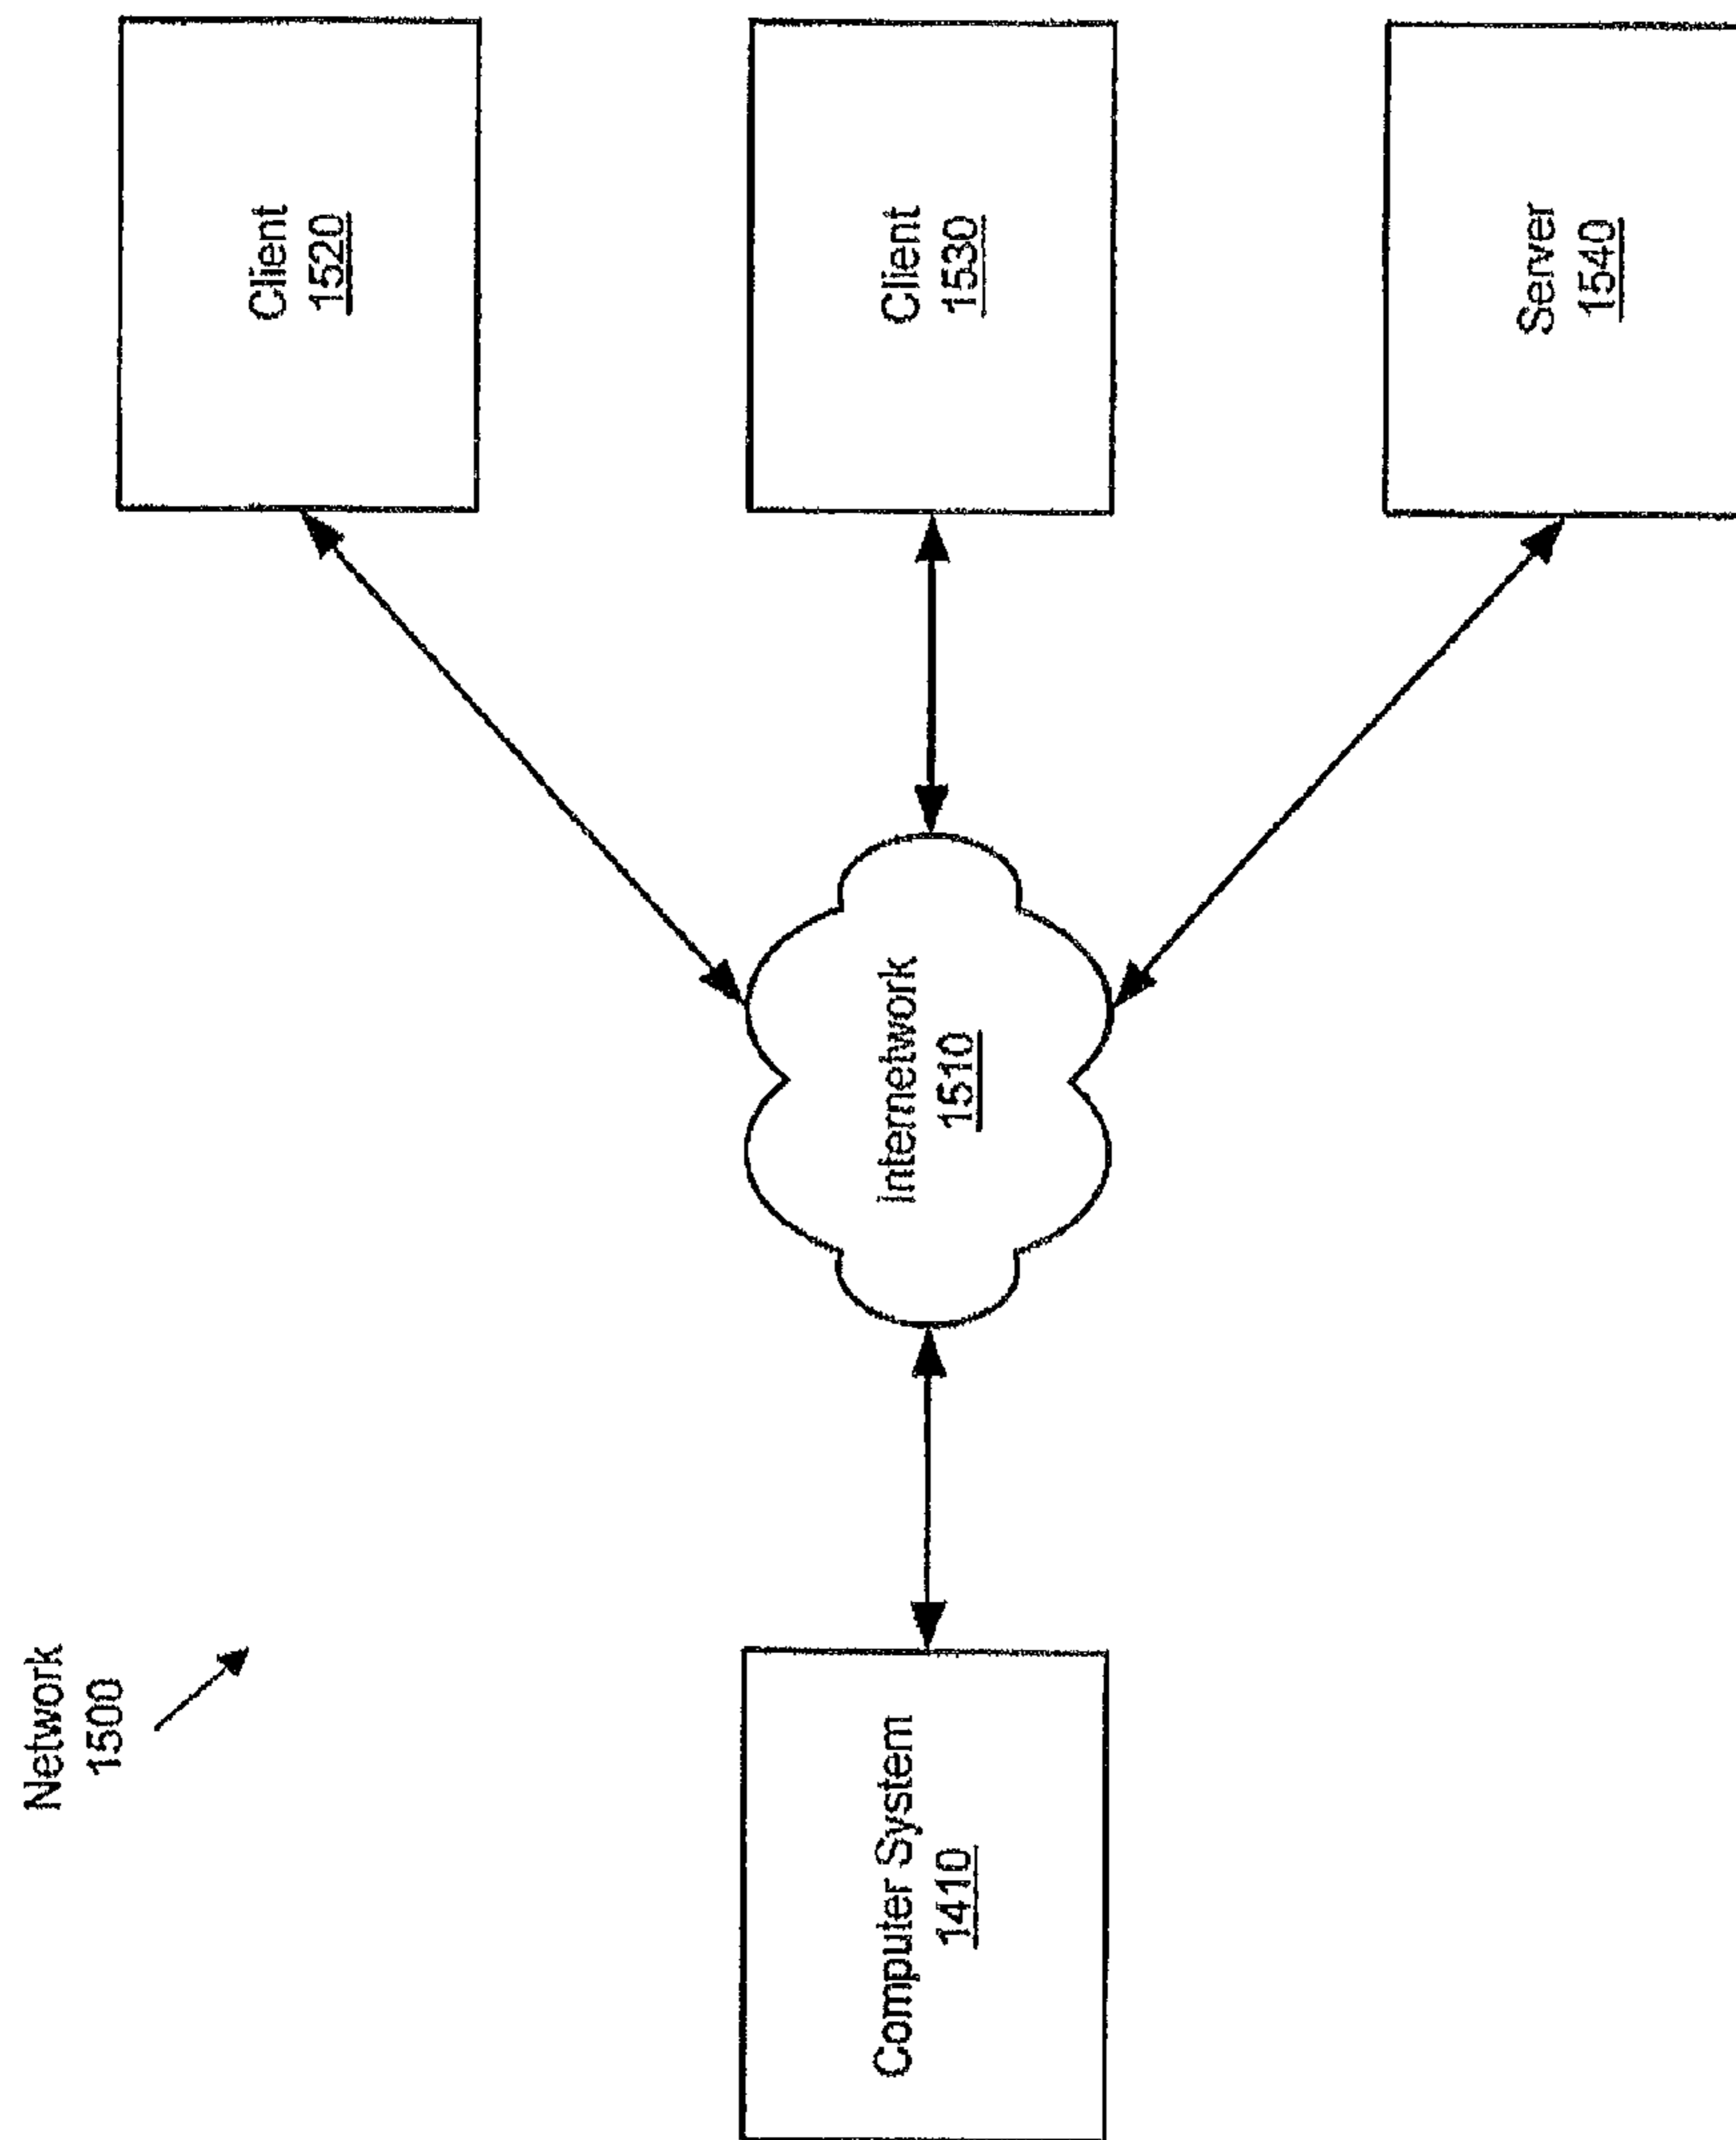 Network
1500
Computer System
1410
Internetwork
1510
Client
1520
Client
1530
Server
1540